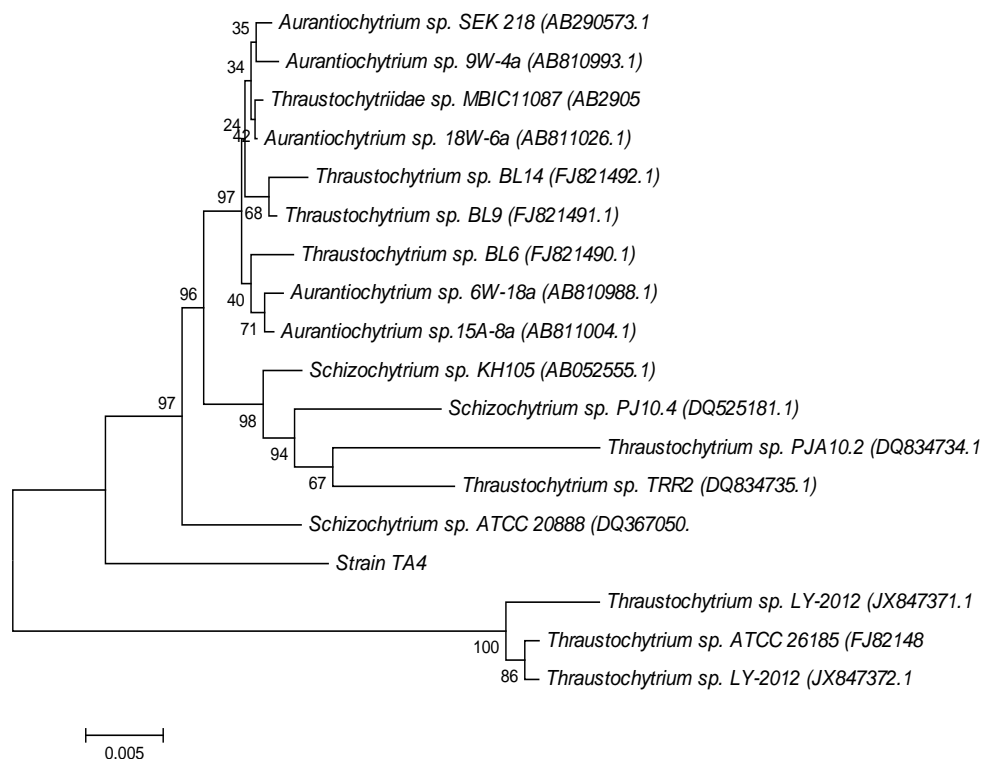 35
Aurantiochytrium sp. SEK 218 (AB290573.1
34
Aurantiochytrium sp. 9W-4a (AB810993.1)
Thraustochytriidae sp. MBIC11087 (AB2905
24
42
Aurantiochytrium sp. 18W-6a (AB811026.1)
Thraustochytrium sp. BL14 (FJ821492.1)
97
68
Thraustochytrium sp. BL9 (FJ821491.1)
Thraustochytrium sp. BL6 (FJ821490.1)
96
40
Aurantiochytrium sp. 6W-18a (AB810988.1)
71
Aurantiochytrium sp.15A-8a (AB811004.1)
Schizochytrium sp. KH105 (AB052555.1)
97
98
Schizochytrium sp. PJ10.4 (DQ525181.1)
94
Thraustochytrium sp. PJA10.2 (DQ834734.1
67
Thraustochytrium sp. TRR2 (DQ834735.1)
Schizochytrium sp. ATCC 20888 (DQ367050.
Strain TA4
Thraustochytrium sp. LY-2012 (JX847371.1
100
Thraustochytrium sp. ATCC 26185 (FJ82148
86
Thraustochytrium sp. LY-2012 (JX847372.1
0.005